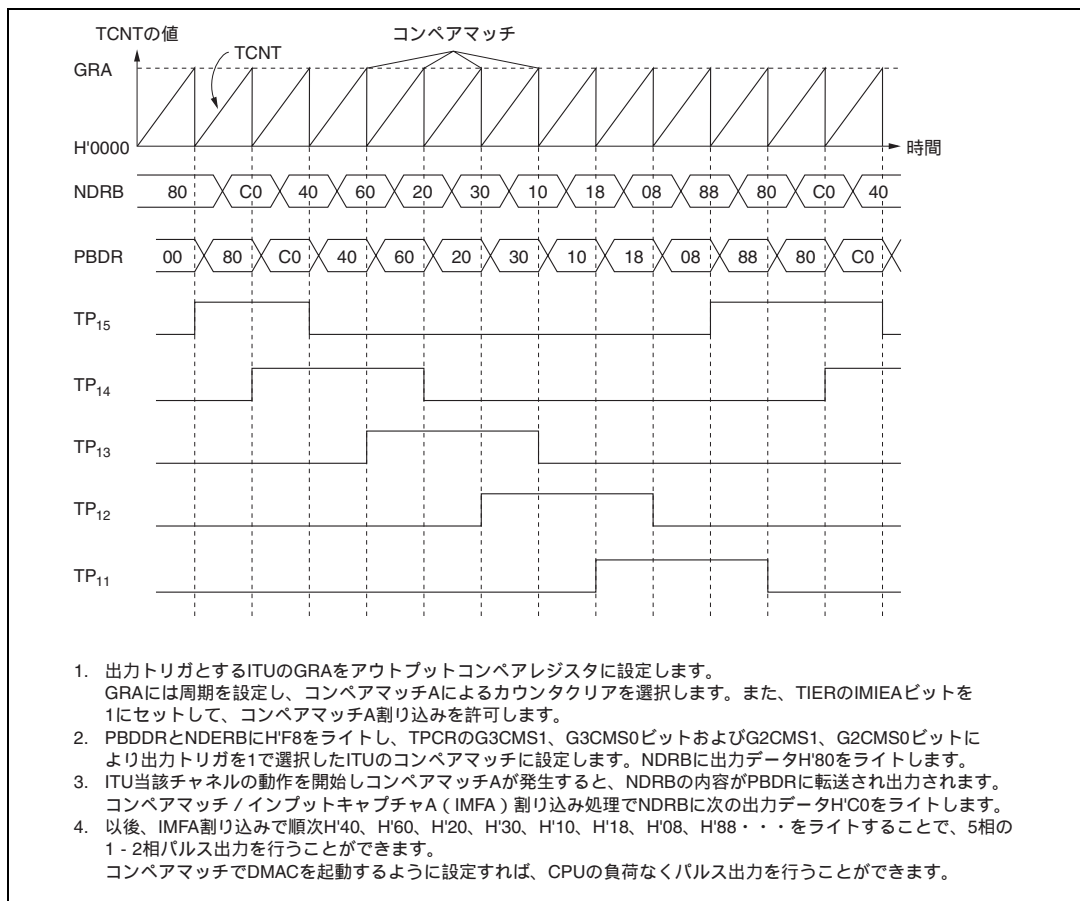 TCNTの値
コンペアマッチ
TCNT
GRA
H'0000
時間
NDRB 80 C0 40 60 20 30 10 18 08 88 80 C0 40
PBDR 00 80 C0 40 60 20 30 10 18 08 88 80 C0
TP15
TP14
TP13
TP12
TP11
1. 出力トリガとするITUのGRAをアウトプットコンペアレジスタに設定します。
GRAには周期を設定し、コンペアマッチAによるカウンタクリアを選択します。また、TIERのIMIEAビットを
1にセットして、コンペアマッチA割り込みを許可します。
2. PBDDRとNDERBにH'F8をライトし、TPCRのG3CMS1、G3CMS0ビットおよびG2CMS1、G2CMS0ビットに
より出力トリガを1で選択したITUのコンペアマッチに設定します。NDRBに出力データH'80をライトします。
3. ITU当該チャネルの動作を開始しコンペアマッチAが発生すると、NDRBの内容がPBDRに転送され出力されます。
コンペアマッチ / インプットキャプチャA ( IMFA ) 割り込み処理でNDRBに次の出力データH'C0をライトします。
4. 以後、IMFA割り込みで順次H'40、H'60、H'20、H'30、H'10、H'18、H'08、H'88・・・をライトすることで、5相の
1 - 2相パルス出力を行うことができます。
コンペアマッチでDMACを起動するように設定すれば、CPUの負荷なくパルス出力を行うことができます。